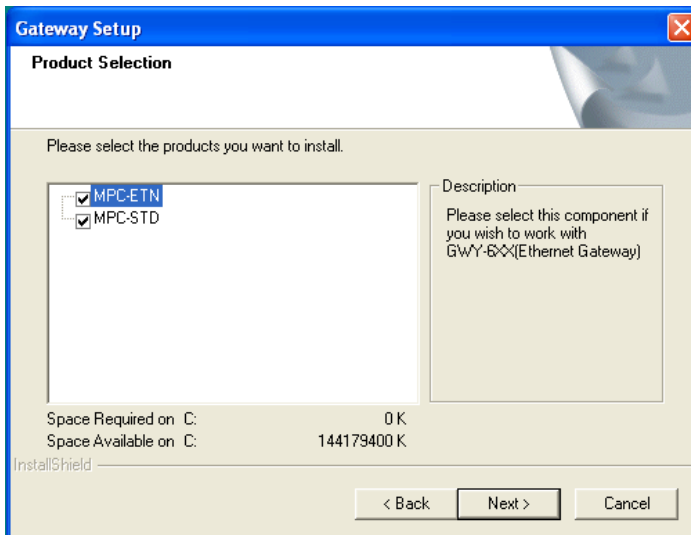 Gateway Setup
Product Selection
Please select the products you want to install.
MPC-ETN
MPC-STD
Description
Please select this component if
you wish to work with
GWY-6XX(Ethernet Gateway)
Space Required on C: 0 K
Space Available on C: 144179400 K
InstallShield
< Back Next > Cancel